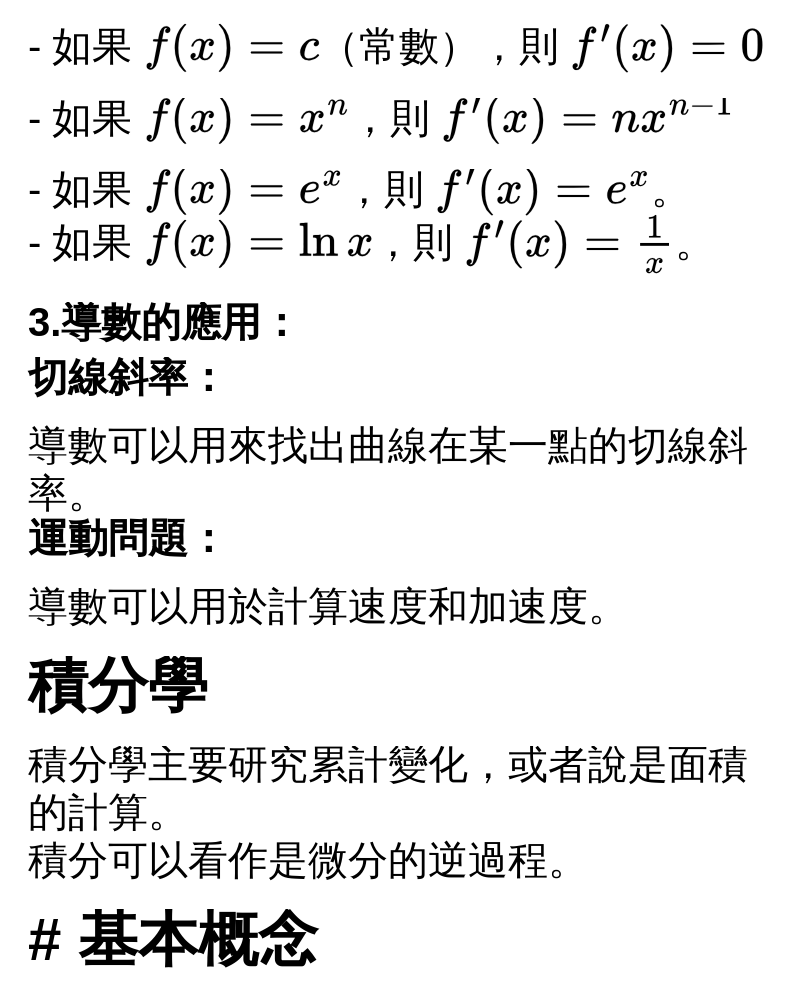 - 如果 f(x) = c（常數），則 f′(x) = 0
- 如果 f(x) = xⁿ，則 f′(x) = nxⁿ⁻¹
- 如果 f(x) = eˣ，則 f′(x) = eˣ。
- 如果 f(x) = ln x，則 f′(x) = 1/x。
3.導數的應用：
切線斜率：
導數可以用來找出曲線在某一點的切線斜
率。
運動問題：
導數可以用於計算速度和加速度。
積分學
積分學主要研究累計變化，或者說是面積
的計算。
積分可以看作是微分的逆過程。
# 基本概念